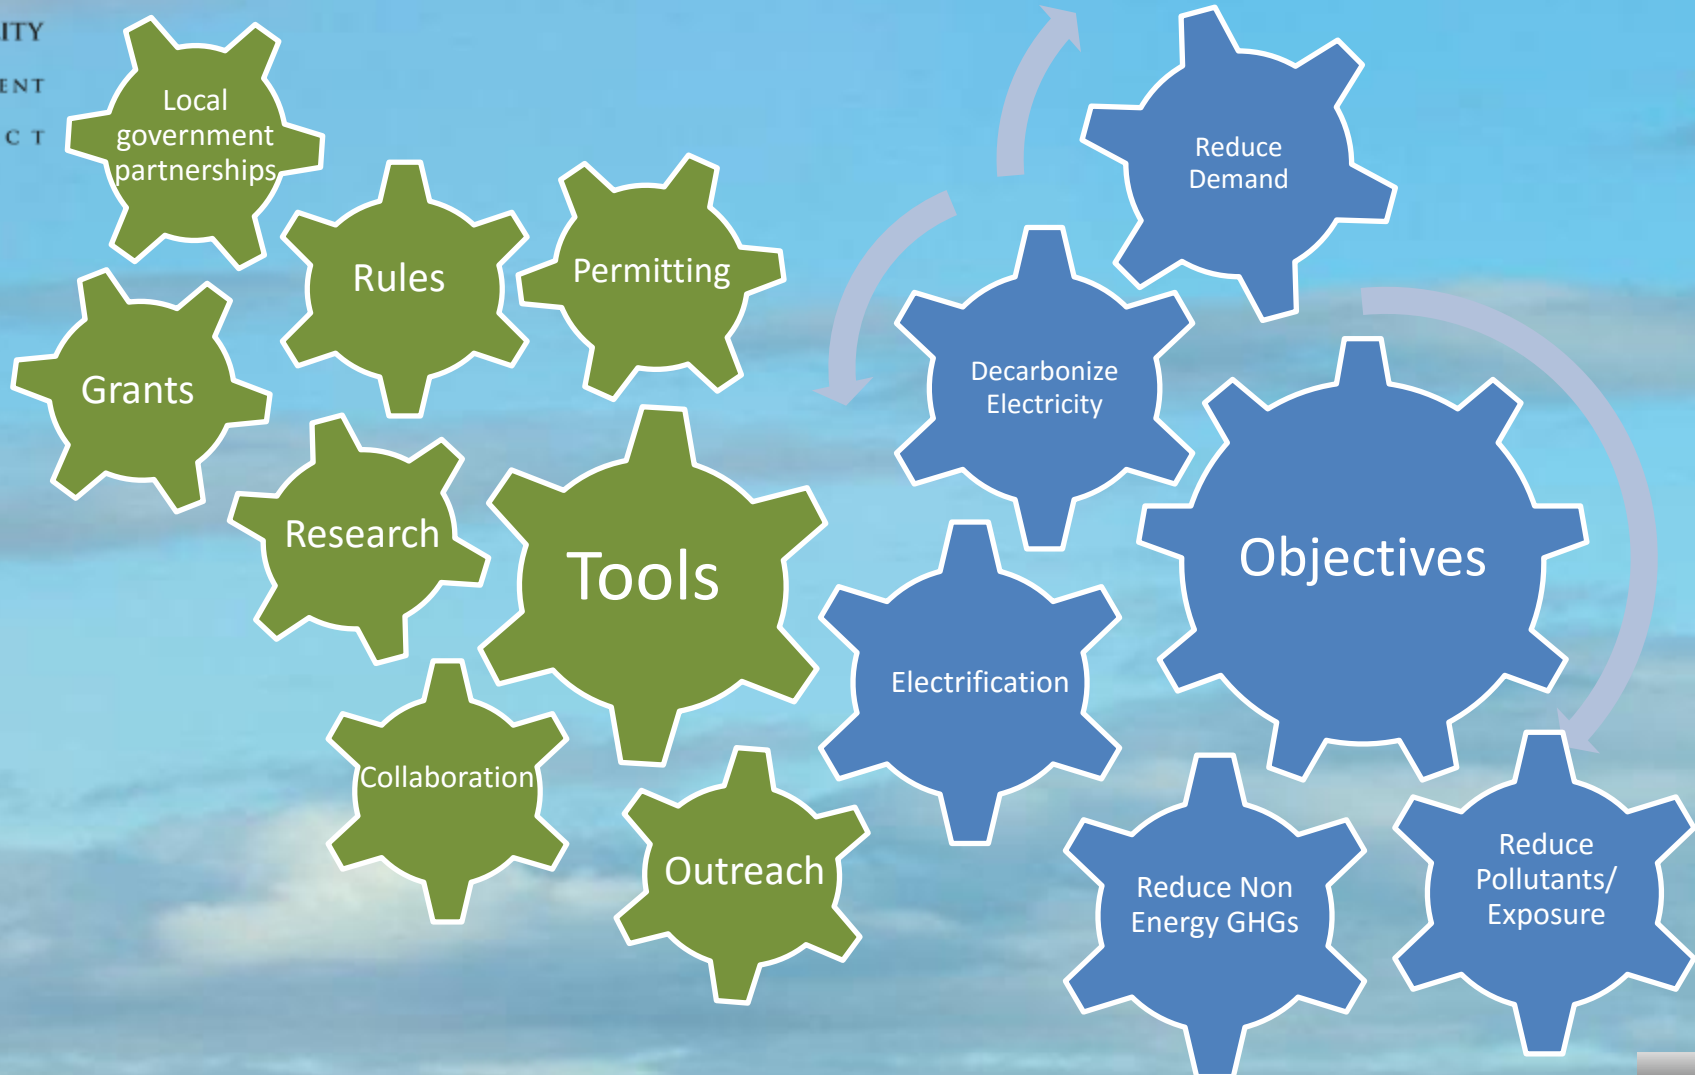 ITY
ENT
C T
Local
government
partnerships
Rules
Permitting
Grants
Research
Tools
Collaboration
Outreach
Reduce
Demand
Decarbonize
Electricity
Objectives
Electrification
Reduce Non
Energy GHGs
Reduce
Pollutants/
Exposure